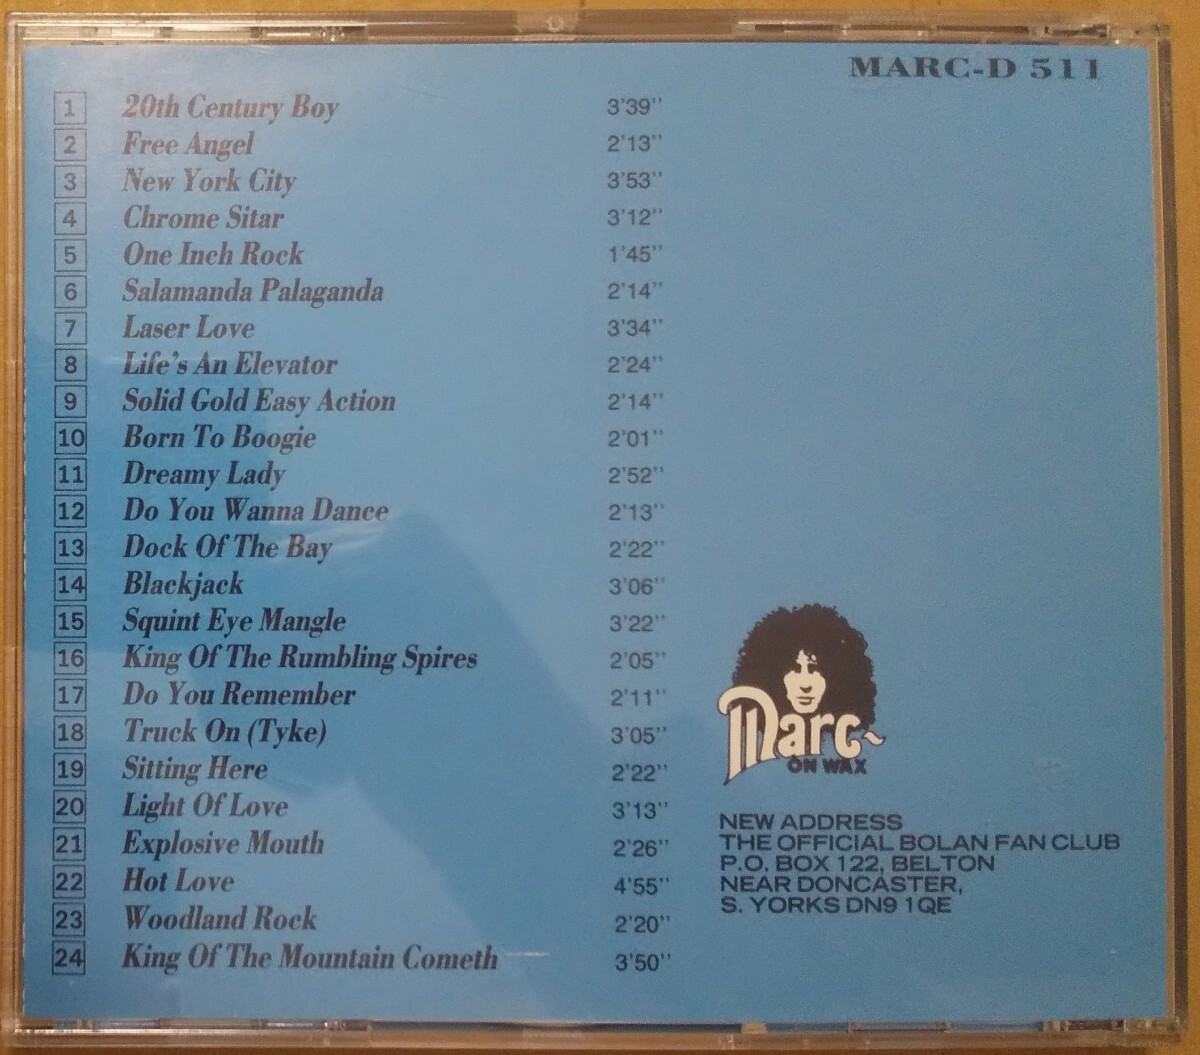 MARC-D 511
1 20th Century Boy 3'39''
2 Free Angel 2'13''
3 New York City 3'53''
4 Chrome Sitar 3'12''
5 One Inch Rock 1'45''
6 Salamanda Palaganda 2'14''
7 Laser Love 3'34''
8 Life's An Elevator 2'24''
9 Solid Gold Easy Action 2'14''
10 Born To Boogie 2'01''
11 Dreamy Lady 2'52''
12 Do You Wanna Dance 2'13''
13 Dock Of The Bay 2'22''
14 Blackjack 3'06''
15 Squint Eye Mangle 3'22''
16 King Of The Rumbling Spires 2'05''
17 Do You Remember 2'11''
18 Truck On (Tyke) 3'05''
19 Sitting Here 2'22''
20 Light Of Love 3'13''
21 Explosive Mouth 2'26''
22 Hot Love 4'55''
23 Woodland Rock 2'20''
24 King Of The Mountain Cometh 3'50''
Marc
ON WAX
NEW ADDRESS
THE OFFICIAL BOLAN FAN CLUB
P.O. BOX 122, BELTON
NEAR DONCASTER,
S. YORKS DN9 1QE